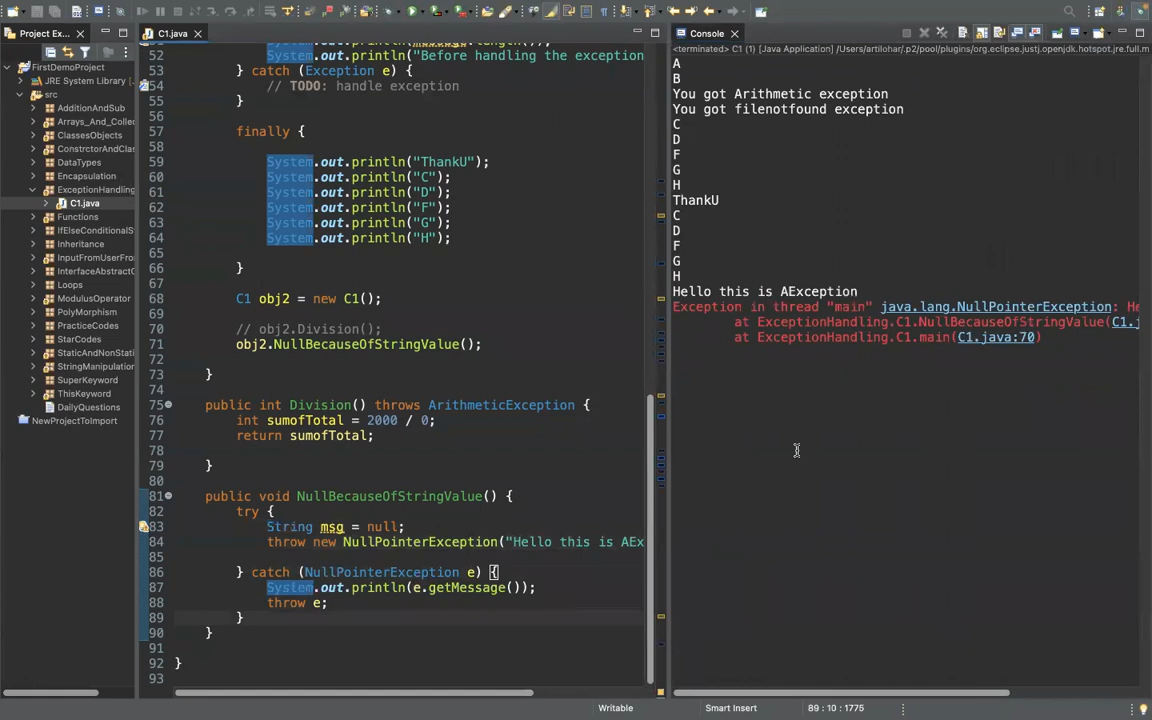 Project Ex...
C1.java
Console
<terminated> C1 (1) [Java Application] /Users/artilohar/.p2/pool/plugins/org.eclipse.justj.openjdk.hotspot.jre.full.m
FirstDemoProject
JRE System Library [
src
AdditionAndSub
Arrays_And_Collec
ClassesObjects
ConstrctorAndClas
DataTypes
Encapsulation
ExceptionHandling
C1.java
Functions
IfElseConditionalS
Inheritance
InputFromUserFron
InterfaceAbstractC
Loops
ModulusOperator
PolyMorphism
PracticeCodes
StarCodes
StaticAndNonStati
StringManipulation
SuperKeyword
ThisKeyword
DailyQuestions
NewProjectToImport
52 System.out.println("Before handling the exception
53 } catch (Exception e) {
54 // TODO: handle exception
55 }
56
57 finally {
58
59 System.out.println("ThankU");
60 System.out.println("C");
61 System.out.println("D");
62 System.out.println("F");
63 System.out.println("G");
64 System.out.println("H");
65
66 }
67
68 C1 obj2 = new C1();
69
70 // obj2.Division();
71 obj2.NullBecauseOfStringValue();
72
73 }
74
75 public int Division() throws ArithmeticException {
76 int sumofTotal = 2000 / 0;
77 return sumofTotal;
78
79 }
80
81 public void NullBecauseOfStringValue() {
82 try {
83 String msg = null;
84 throw new NullPointerException("Hello this is AEx
85
86 } catch (NullPointerException e) {
87 System.out.println(e.getMessage());
88 throw e;
89 }
90 }
91
92 }
93
A
B
You got Arithmetic exception
You got filenotfound exception
C
D
F
G
H
ThankU
C
D
F
G
H
Hello this is AException
Exception in thread "main" java.lang.NullPointerException: He
at ExceptionHandling.C1.NullBecauseOfStringValue(C1.j
at ExceptionHandling.C1.main(C1.java:70)
Writable
Smart Insert
89 : 10 : 1775